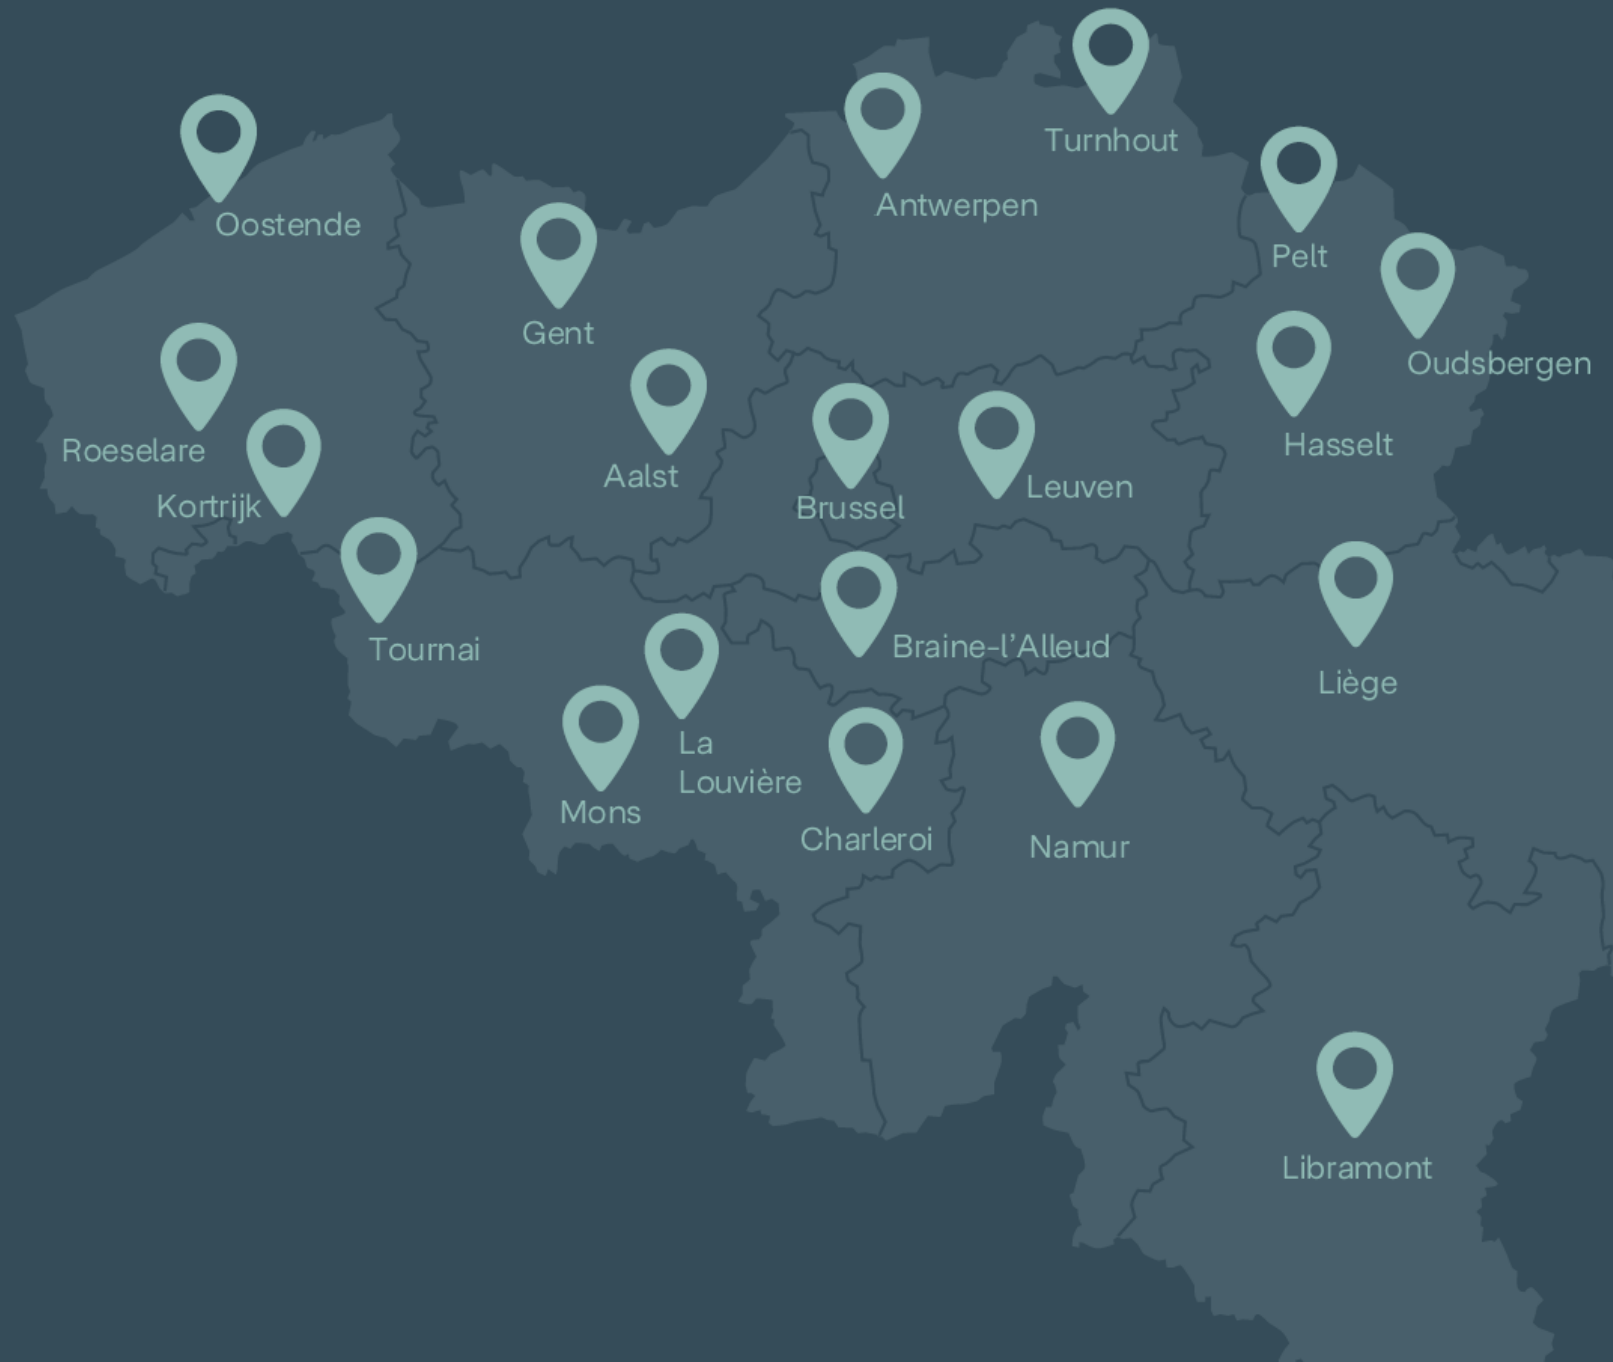 Turnhout
Antwerpen
Oostende
Pelt
Gent
Oudsbergen
Hasselt
Roeselare
Aalst
Leuven
Kortrijk
Brussel
Braine-l’Alleud
Tournai
Liège
La
Louvière
Mons
Charleroi
Namur
Libramont